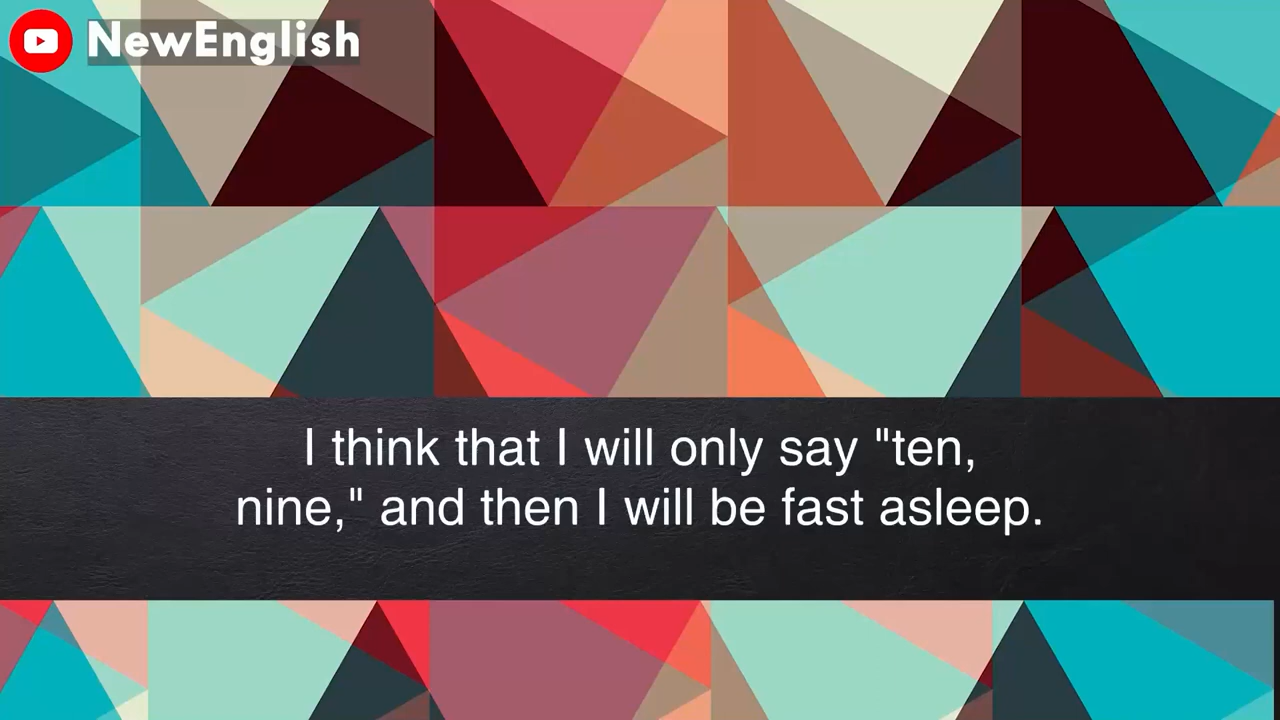 NewEnglish
I think that I will only say "ten,
nine," and then I will be fast asleep.